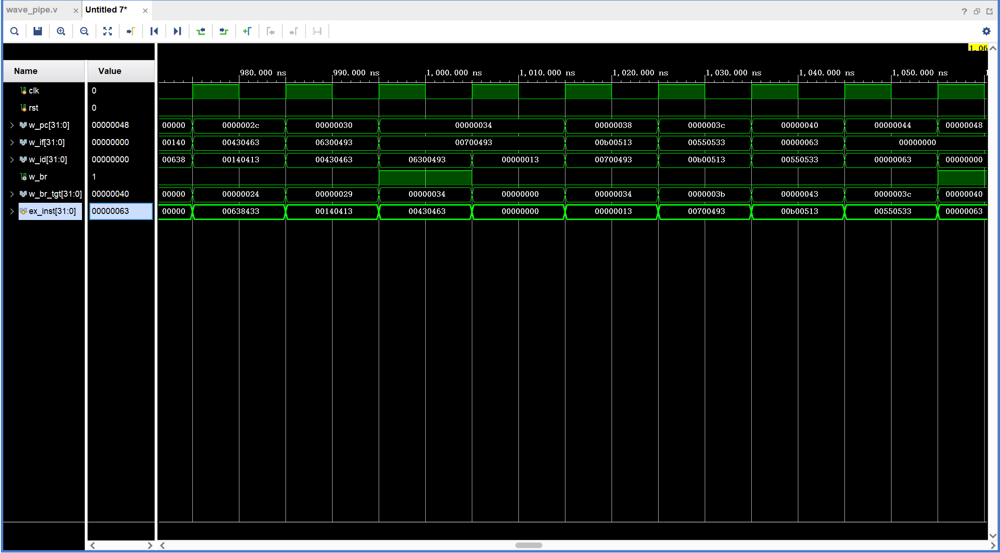 wave_pipe.v × Untitled 7* ×
?
1,06
Name Value
980.000 ns 990.000 ns 1,000.000 ns 1,010.000 ns 1,020.000 ns 1,030.000 ns 1,040.000 ns 1,050.000 ns 1
clk 0
rst 0
w_pc[31:0] 00000048 00000 0000002c 00000030 00000034 00000038 0000003c 00000040 00000044 00000048
w_if[31:0] 00000000 00140 00430463 06300493 00700493 00b00513 00550533 00000063 00000000
w_id[31:0] 00000000 00638 00140413 00430463 06300493 00000013 00700493 00b00513 00550533 00000063 00000000
w_br 1
w_br_tgt[31:0] 00000040 00000 00000024 00000029 00000034 00000000 00000034 0000003b 00000043 0000003c 00000040
ex_inst[31:0] 00000063 00000 00638433 00140413 00430463 00000000 00000013 00700493 00b00513 00550533 00000063